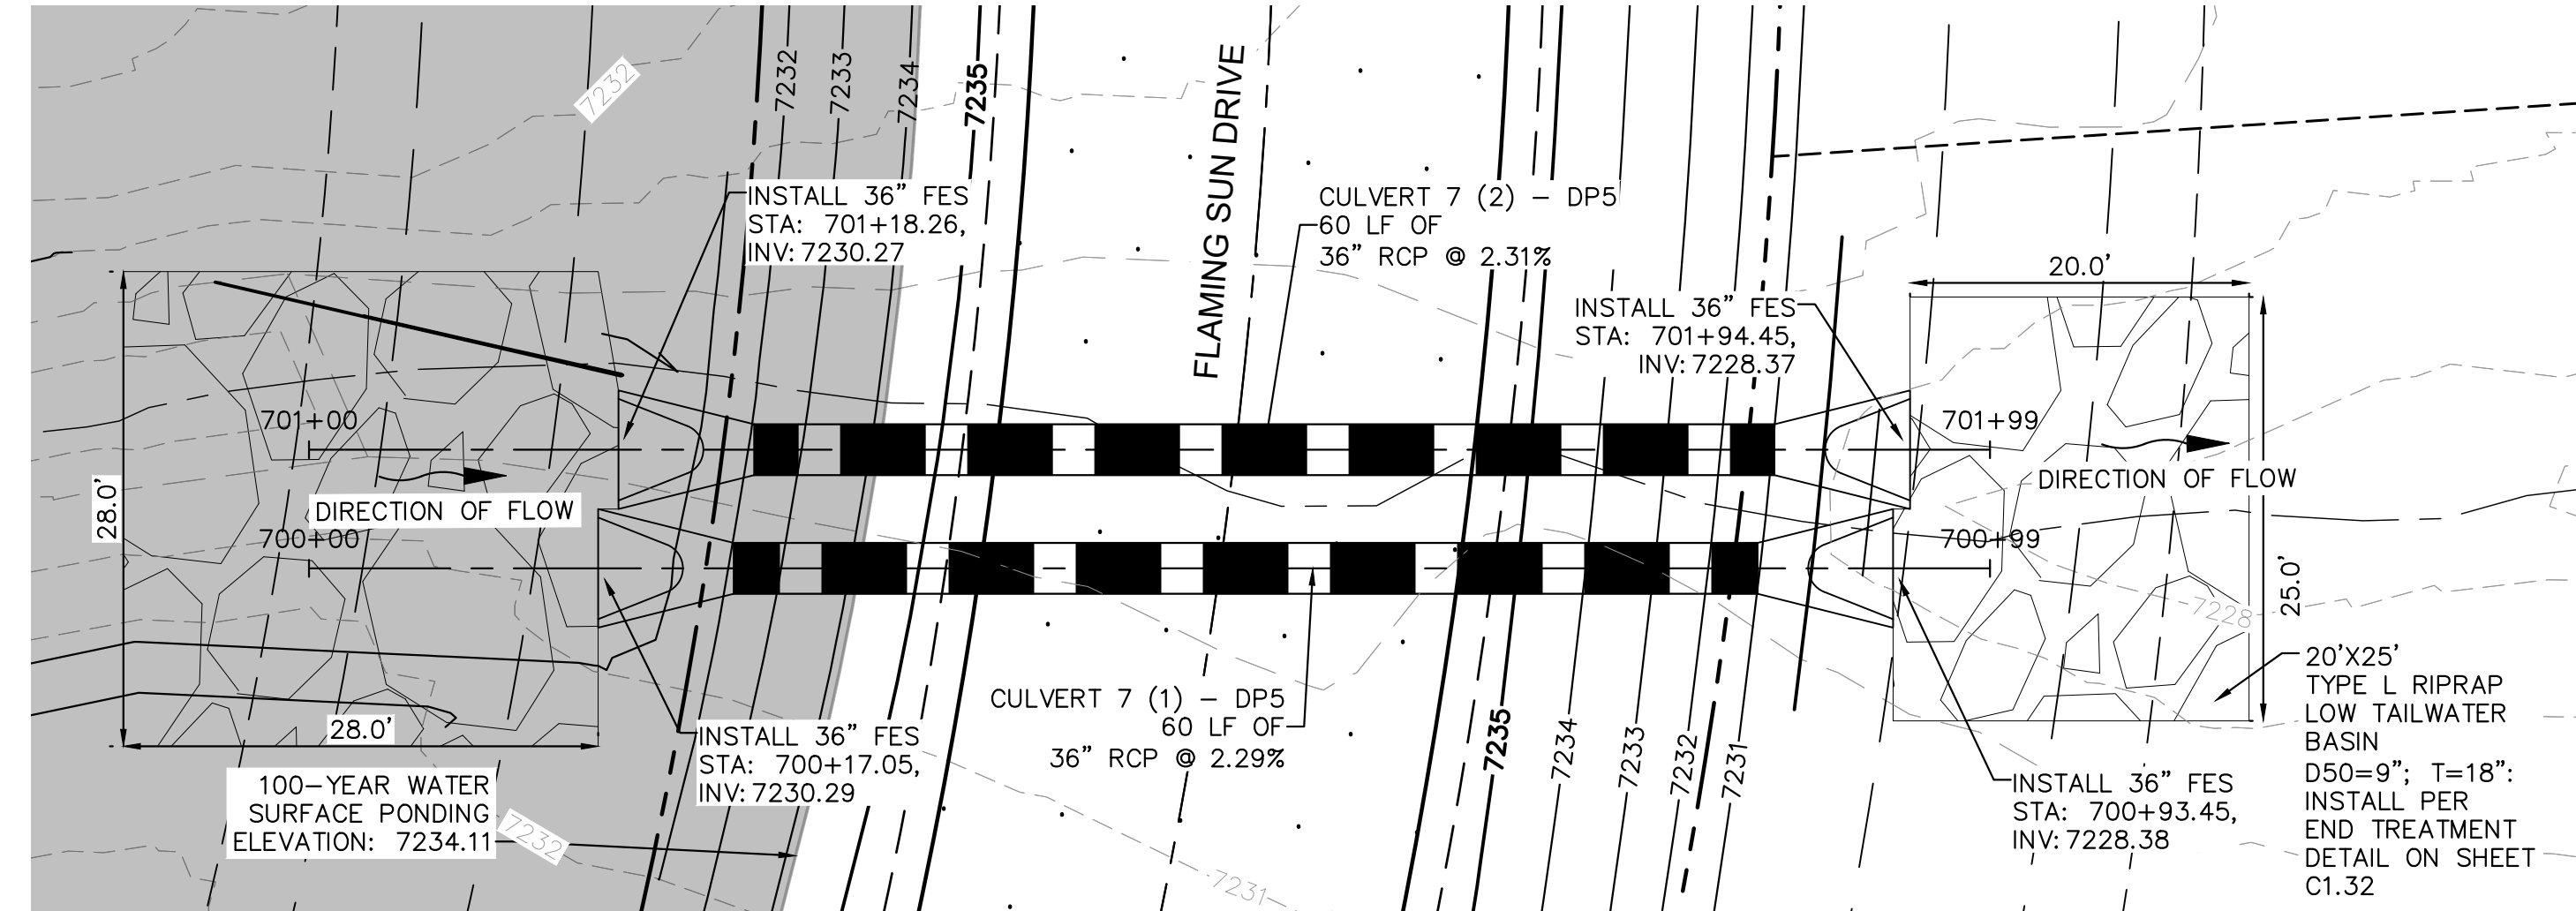 7232
7232
7233
7234
7235
FLAMING SUN DRIVE
INSTALL 36” FES
STA: 701+18.26,
INV: 7230.27
CULVERT 7 (2) – DP5
60 LF OF
36” RCP @ 2.31%
INSTALL 36” FES
STA: 701+94.45,
INV: 7228.37
20.0’
701+00
701+99
DIRECTION OF FLOW
DIRECTION OF FLOW
28.0’
700+00
700+99
25.0’
7228
28.0’
100–YEAR WATER
SURFACE PONDING
ELEVATION: 7234.11
7232
INSTALL 36” FES
STA: 700+17.05,
INV: 7230.29
CULVERT 7 (1) – DP5
60 LF OF
36” RCP @ 2.29%
7231
7235
7234
7233
7232
7231
INSTALL 36” FES
STA: 700+93.45,
INV: 7228.38
20’X25’
TYPE L RIPRAP
LOW TAILWATER
BASIN
D50=9”; T=18”:
INSTALL PER
END TREATMENT
DETAIL ON SHEET
C1.32